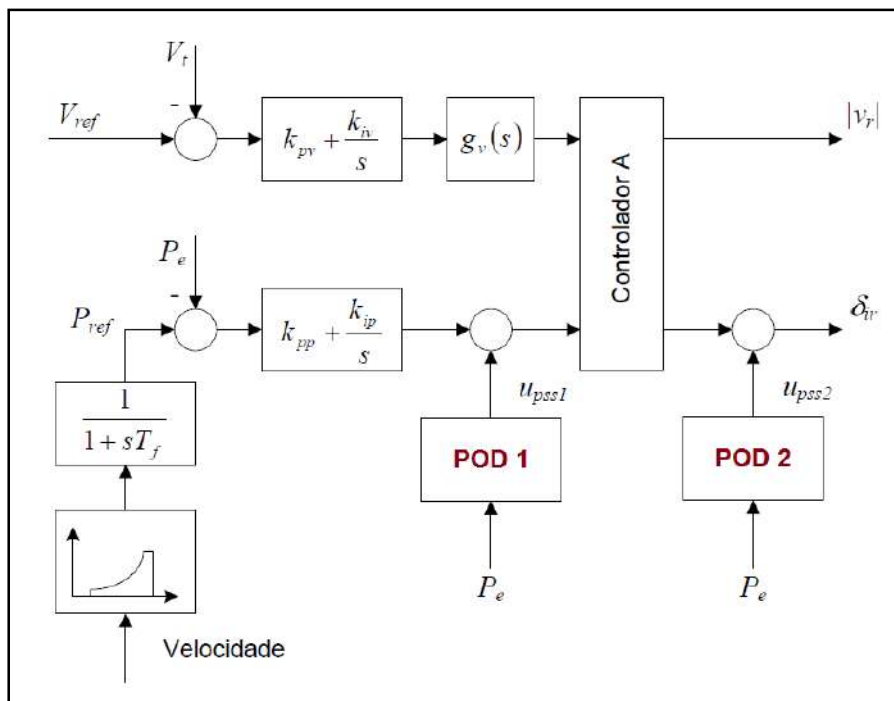 V_t
-
V_ref
k_pv + k_iv/s
g_v(s)
Controlador A
|v_r|
P_e
-
P_ref
k_pp + k_ip/s
δ_ir
u_pss1
u_pss2
1/(1 + sT_f)
POD 1
POD 2
P_e
P_e
Velocidade